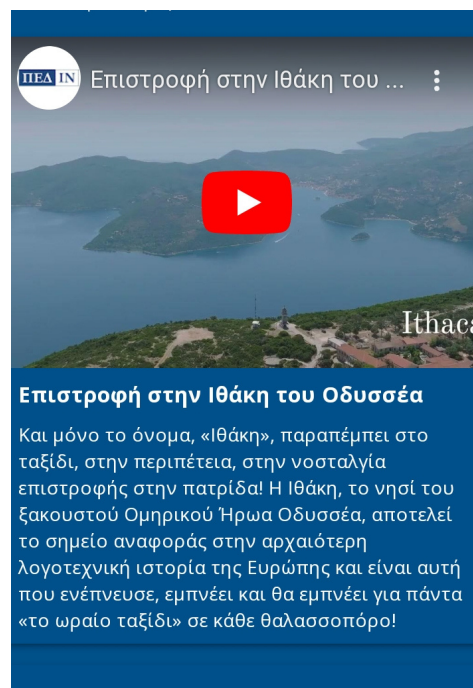 ΠΕΔ ΙΝ
Επιστροφή στην Ιθάκη του ...
Ithaca
Επιστροφή στην Ιθάκη του Οδυσσέα
Και μόνο το όνομα, «Ιθάκη», παραπέμπει στο
ταξίδι, στην περιπέτεια, στην νοσταλγία
επιστροφής στην πατρίδα! Η Ιθάκη, το νησί του
ξακουστού Ομηρικού Ήρωα Οδυσσέα, αποτελεί
το σημείο αναφοράς στην αρχαιότερη
λογοτεχνική ιστορία της Ευρώπης και είναι αυτή
που ενέπνευσε, εμπνέει και θα εμπνέει για πάντα
«το ωραίο ταξίδι» σε κάθε θαλασσοπόρο!